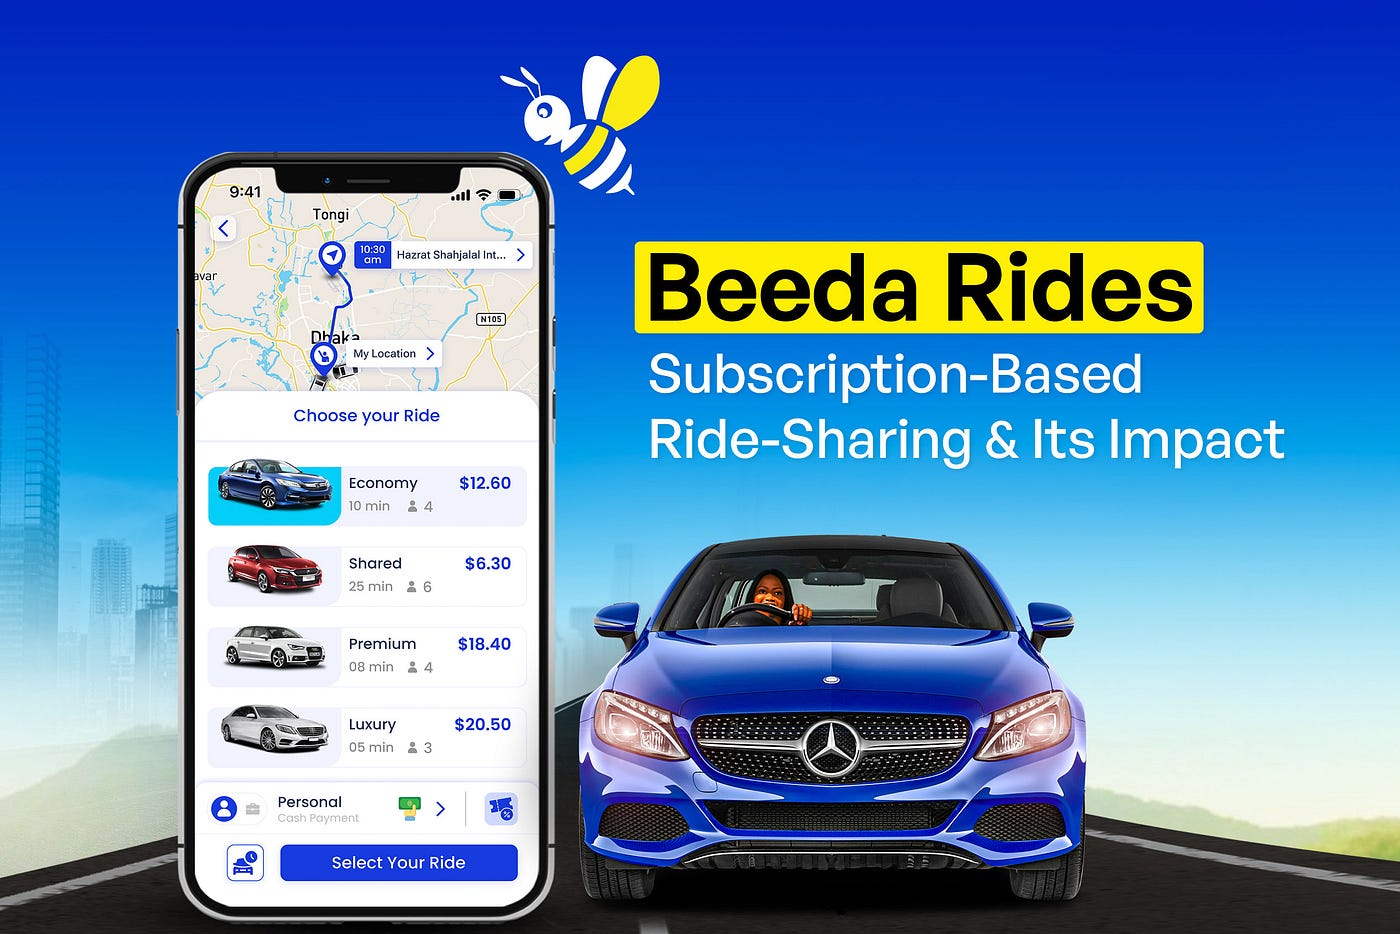 9:41
Tongi
10:30
am
Hazrat Shahjalal Int...
avar
N105
Dhaka
My Location
Choose your Ride
Economy $12.60
10 min 4
Shared $6.30
25 min 6
Premium $18.40
08 min 4
Luxury $20.50
05 min 3
Personal
Cash Payment
Select Your Ride
Beeda Rides
Subscription-Based
Ride-Sharing & Its Impact